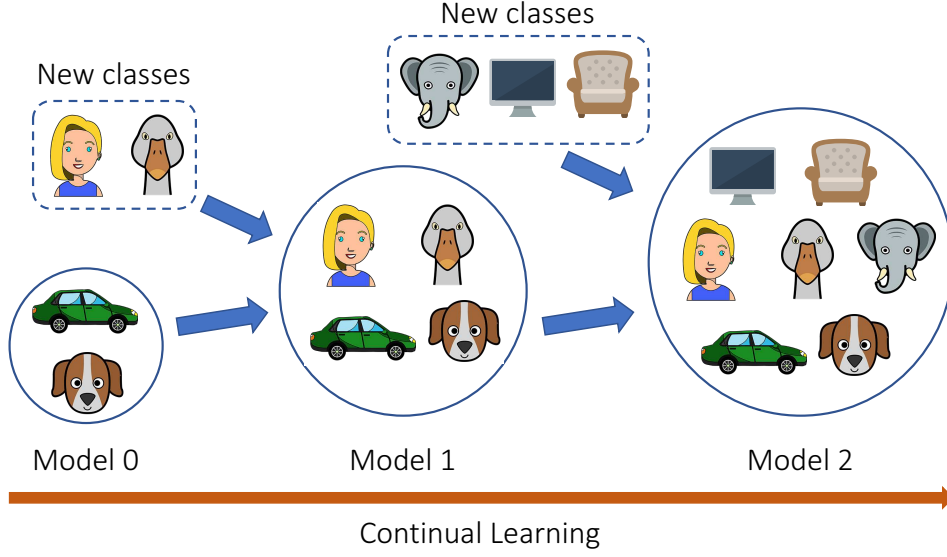 New classes
New classes
Model 0
Model 1
Model 2
Continual Learning